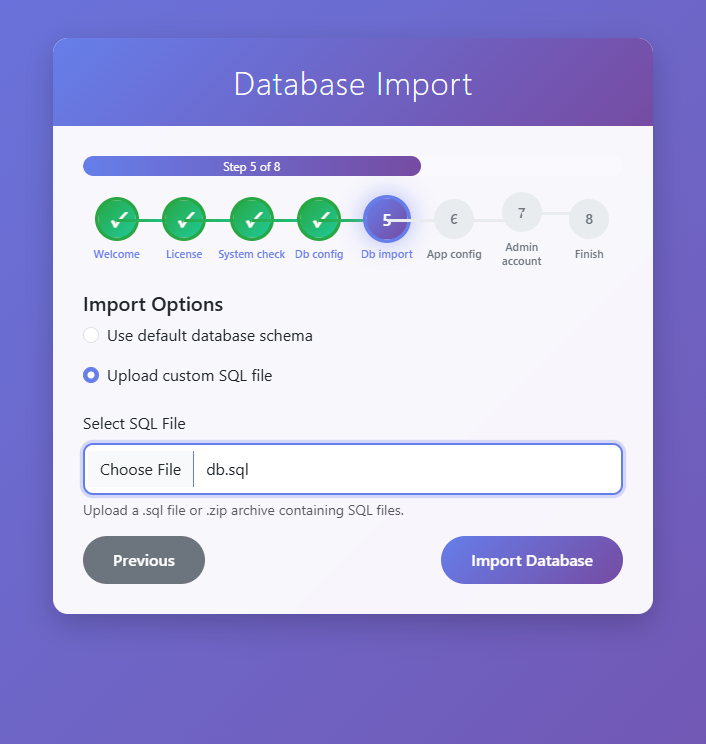 Database Import
Step 5 of 8
5
6
7
8
Welcome
License
System check
Db config
Db import
App config
Admin
account
Finish
Import Options
Use default database schema
Upload custom SQL file
Select SQL File
Choose File
db.sql
Upload a .sql file or .zip archive containing SQL files.
Previous
Import Database